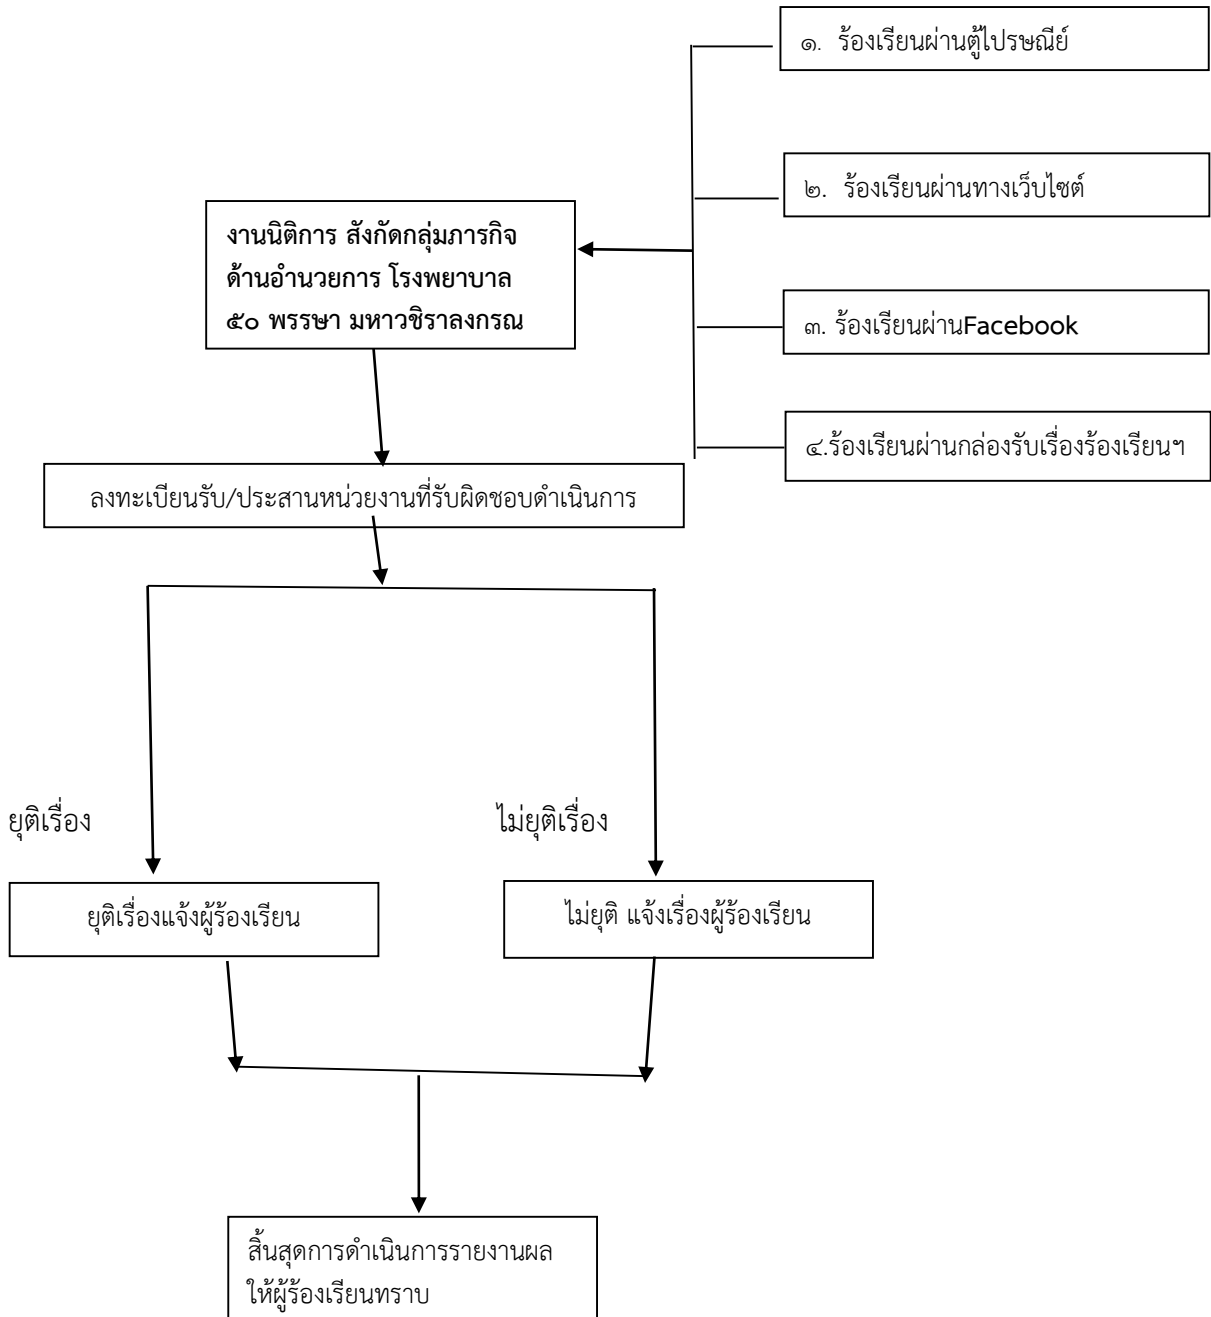 ๑. ร้องเรียนผ่านตู้ไปรษณีย์
๒. ร้องเรียนผ่านทางเว็บไซต์
งานนิติการ สังกัดกลุ่มภารกิจ
ด้านอำนวยการ โรงพยาบาล
๕๐ พรรษา มหาวชิราลงกรณ
๓. ร้องเรียนผ่านFacebook
๔.ร้องเรียนผ่านกล่องรับเรื่องร้องเรียนฯ
ลงทะเบียนรับ/ประสานหน่วยงานที่รับผิดชอบดำเนินการ
ยุติเรื่อง
ไม่ยุติเรื่อง
ยุติเรื่องแจ้งผู้ร้องเรียน
ไม่ยุติ แจ้งเรื่องผู้ร้องเรียน
สิ้นสุดการดำเนินการรายงานผล
ให้ผู้ร้องเรียนทราบ